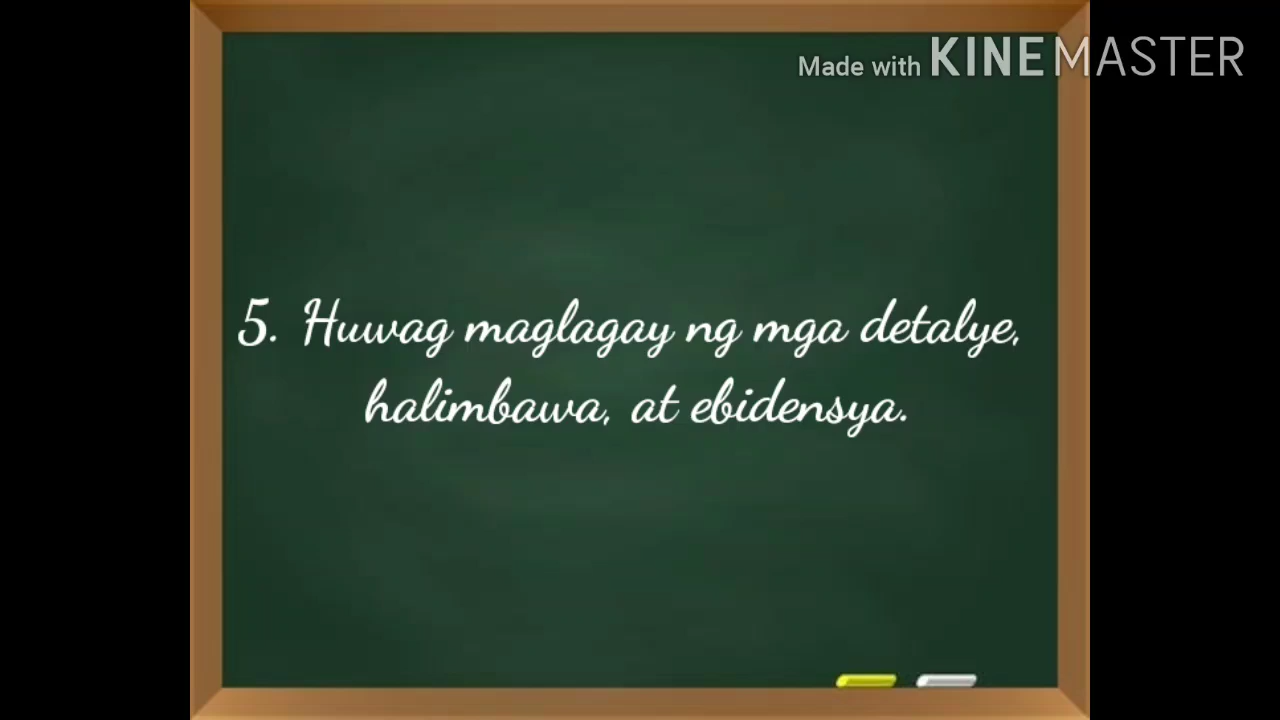 Made with KINEMASTER
5. Huwag maglagay ng mga detalye,
halimbawa, at ebidensya.